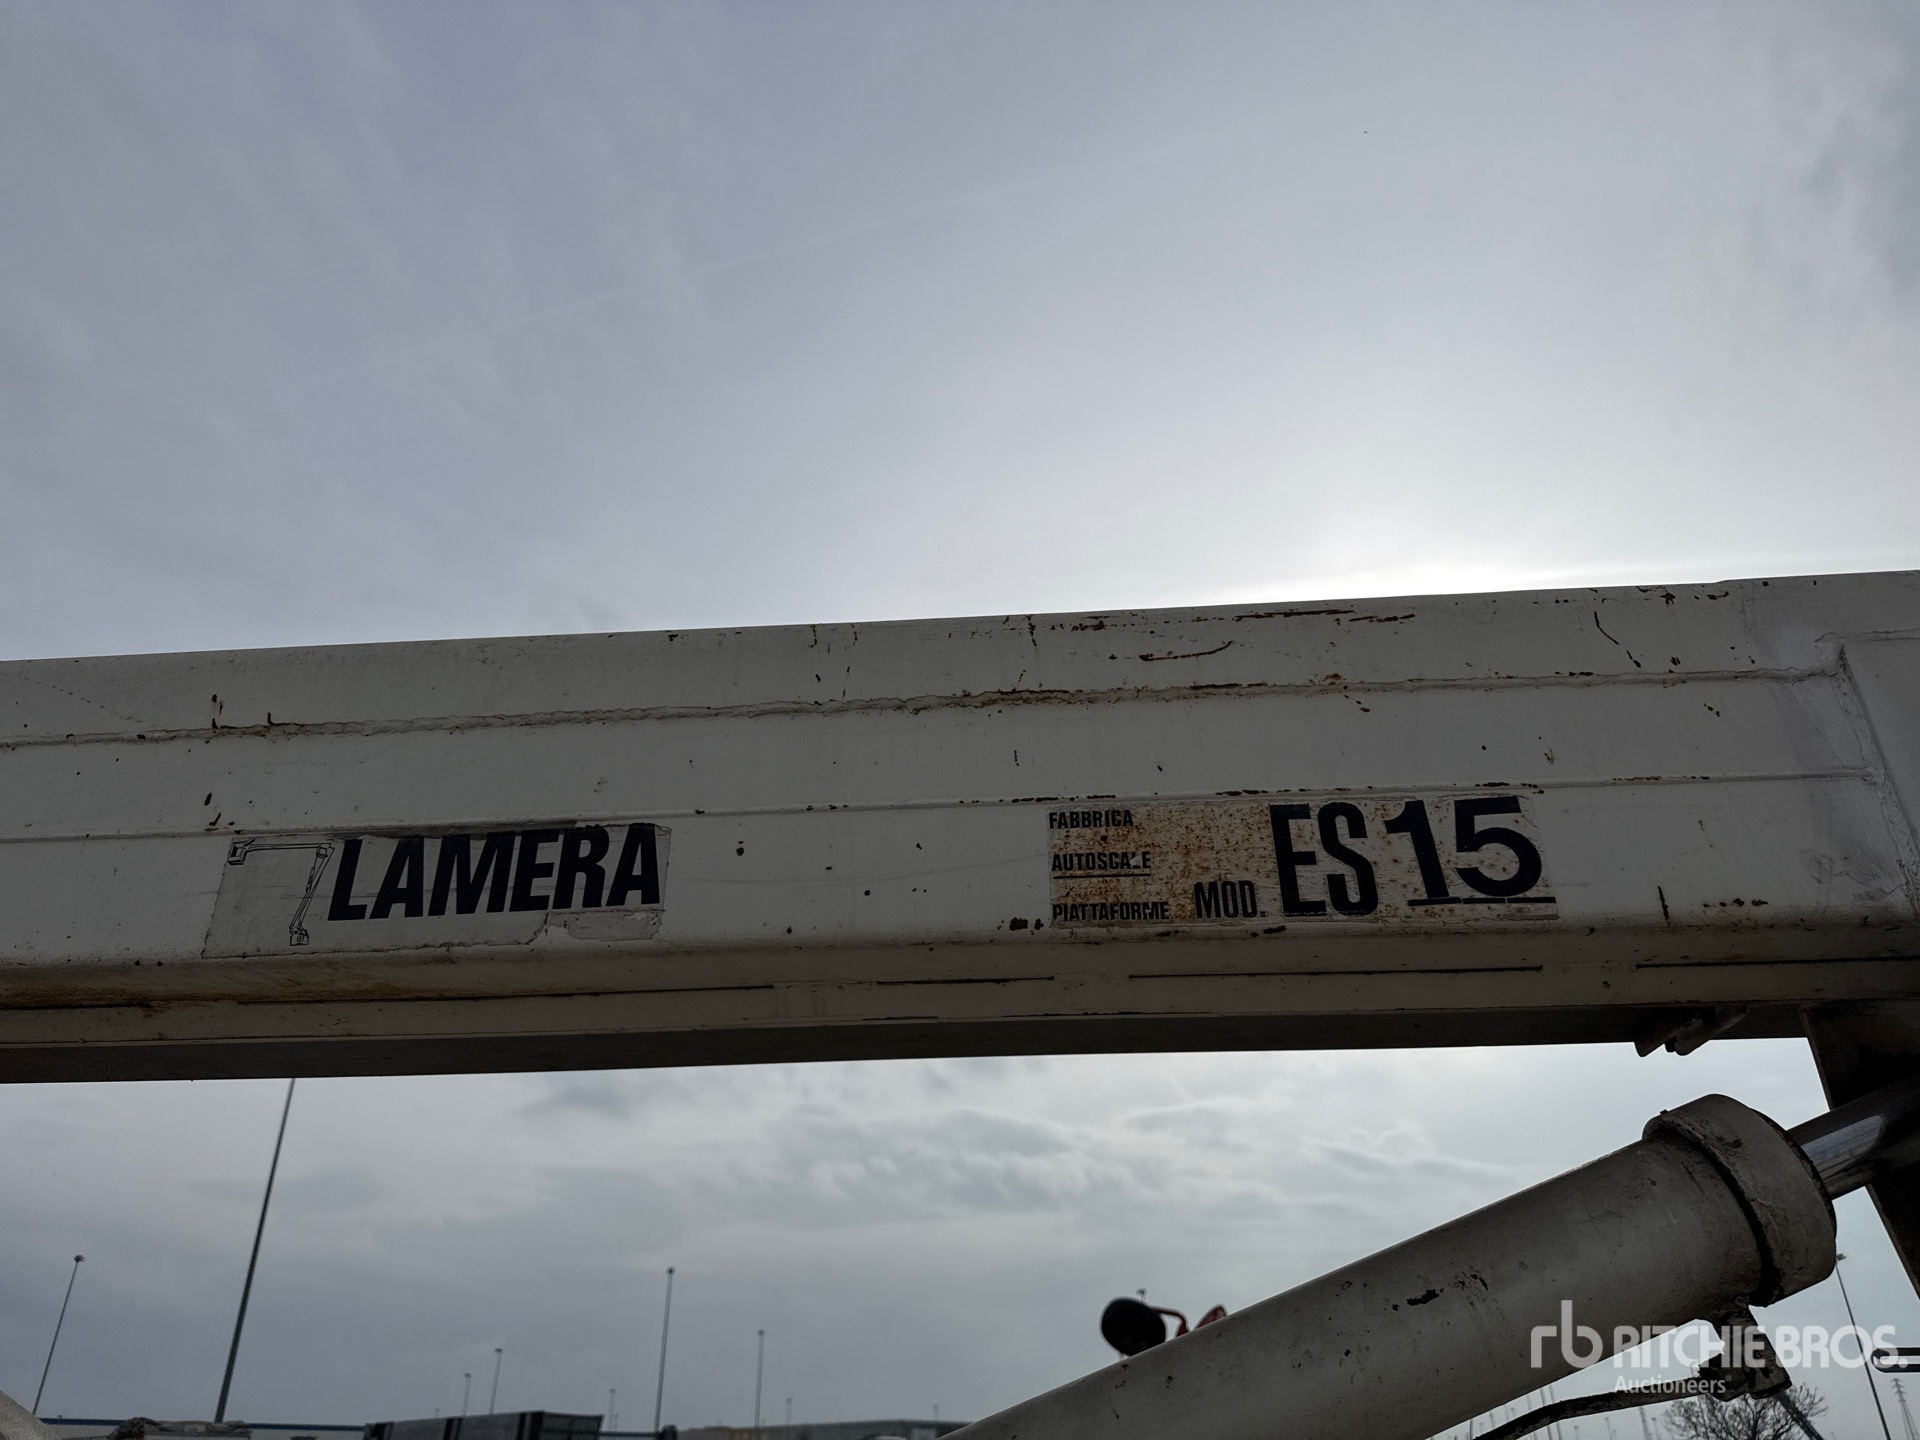 LAMERA
FABBRICA
AUTOSCALE
PIATTAFORME MOD. ES 15
rb RITCHIE BROS.
Auctioneers